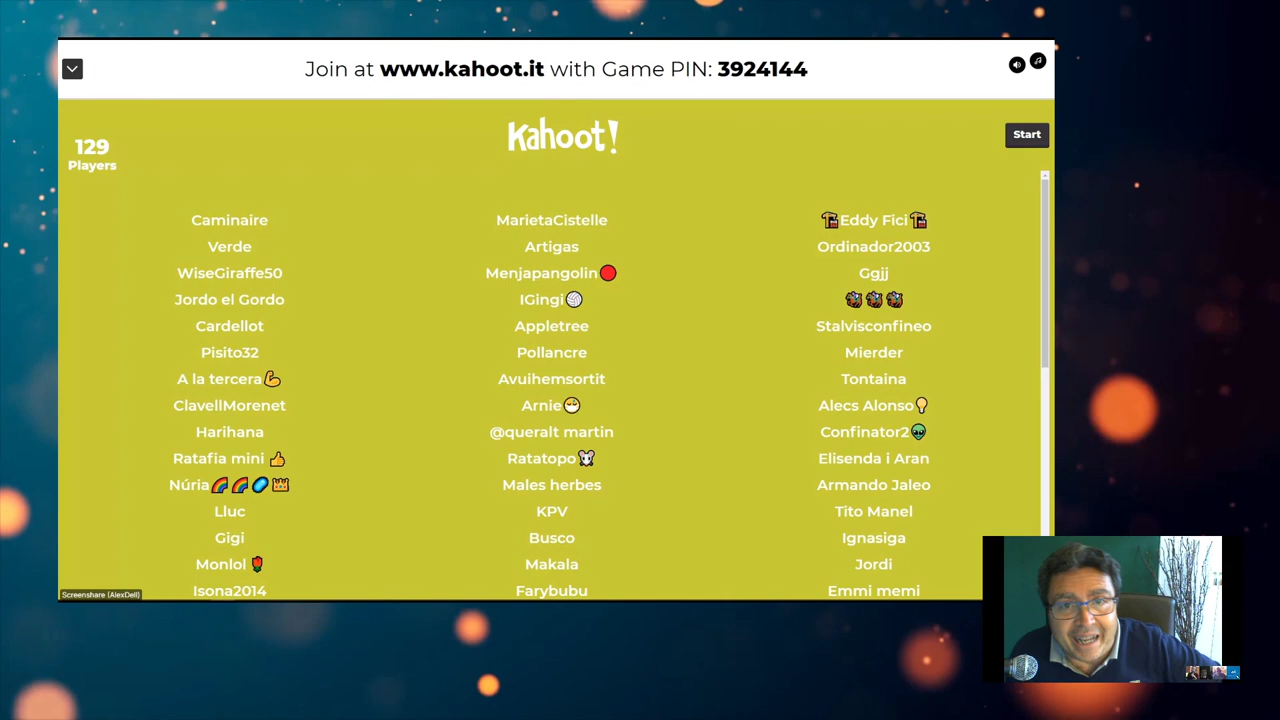 Join at www.kahoot.it with Game PIN: 3924144
Kahoot!
Start
129
Players
Caminaire
MarietaCistelle
Eddy Fici
Verde
Artigas
Ordinador2003
WiseGiraffe50
Menjapangolin
Ggjj
Jordo el Gordo
IGingi
Cardellot
Appletree
Stalvisconfineo
Pisito32
Pollancre
Mierder
A la tercera
Avuihemsortit
Tontaina
ClavellMorenet
Arnie
Alecs Alonso
Harihana
@queralt martin
Confinator2
Ratafia mini
Ratatopo
Elisenda i Aran
Núria
Males herbes
Armando Jaleo
Lluc
KPV
Tito Manel
Gigi
Busco
Ignasiga
Monlol
Makala
Jordi
Isona2014
Farybubu
Emmi memi
Screenshare (AlexDell)